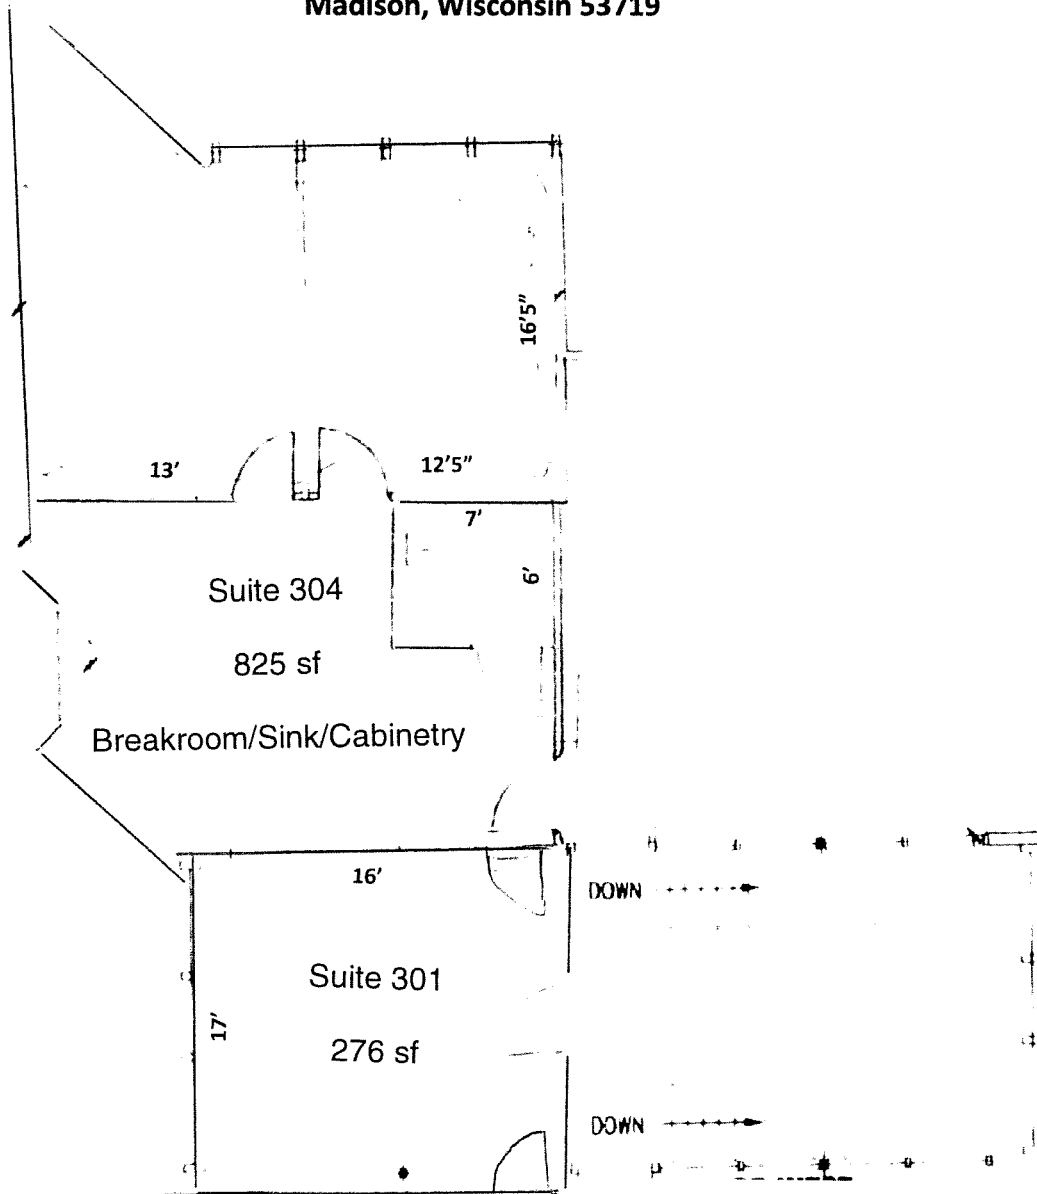 Madison, Wisconsin 53719
16'5"
13'
12'5"
7'
6'
Suite 304
825 sf
Breakroom/Sink/Cabinetry
16'
DOWN
Suite 301
17'
276 sf
DOWN